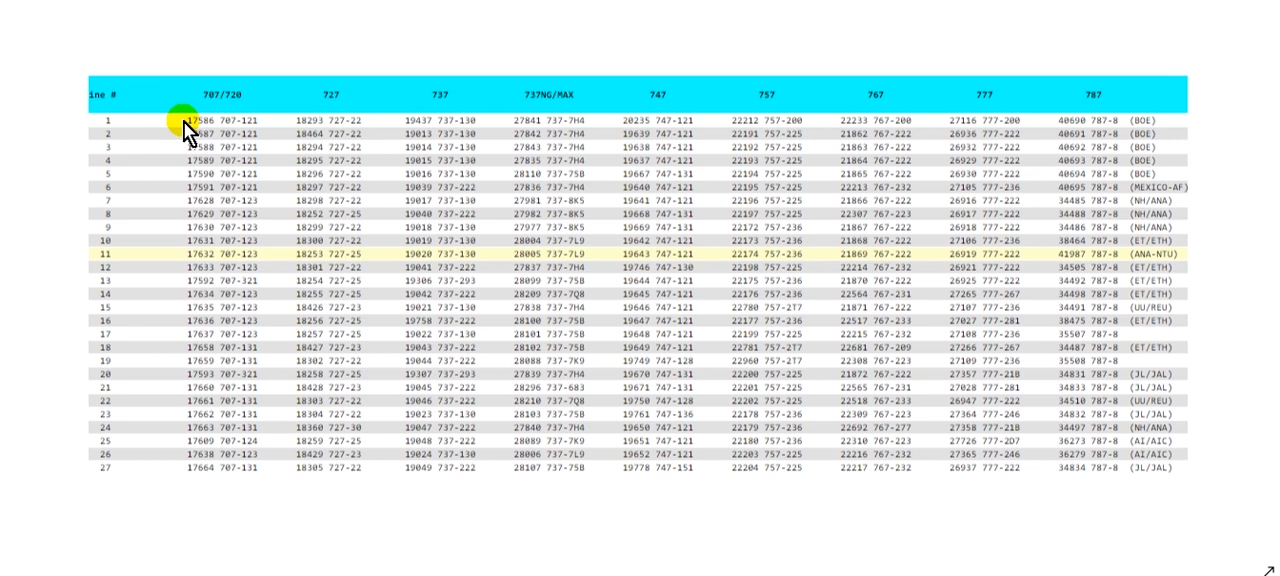 ine # 707/720 727 737 737NG/MAX 747 757 767 777 787
1 17586 707-121 18293 727-22 19437 737-130 27841 737-7H4 20235 747-121 22212 757-200 22233 767-200 27116 777-200 40690 787-8 (BOE)
2 587 707-121 18464 727-22 19013 737-130 27842 737-7H4 19639 747-121 22191 757-225 21862 767-222 26936 777-222 40691 787-8 (BOE)
3 17588 707-121 18294 727-22 19014 737-130 27843 737-7H4 19638 747-121 22192 757-225 21863 767-222 26932 777-222 40692 787-8 (BOE)
4 17589 707-121 18295 727-22 19015 737-130 27835 737-7H4 19637 747-121 22193 757-225 21864 767-222 26929 777-222 40693 787-8 (BOE)
5 17590 707-121 18296 727-22 19016 737-130 28110 737-75B 19667 747-131 22194 757-225 21865 767-222 26930 777-222 40694 787-8 (BOE)
6 17591 707-121 18297 727-22 19039 737-222 27836 737-7H4 19640 747-121 22195 757-225 22213 767-232 27105 777-236 40695 787-8 (MEXICO-AF)
7 17628 707-123 18298 727-22 19017 737-130 27981 737-8K5 19641 747-121 22196 757-225 21866 767-222 26916 777-222 34485 787-8 (NH/ANA)
8 17629 707-123 18252 727-25 19040 737-222 27982 737-8K5 19668 747-131 22197 757-225 22307 767-223 26917 777-222 34488 787-8 (NH/ANA)
9 17630 707-123 18299 727-22 19018 737-130 27977 737-8K5 19669 747-131 22172 757-236 21867 767-222 26918 777-222 34486 787-8 (NH/ANA)
10 17631 707-123 18300 727-22 19019 737-130 28004 737-7L9 19642 747-121 22173 757-236 21868 767-222 27106 777-236 38464 787-8 (ET/ETH)
11 17632 707-123 18253 727-25 19020 737-130 28005 737-7L9 19643 747-121 22174 757-236 21869 767-222 26919 777-222 41987 787-8 (ANA-NTU)
12 17633 707-123 18301 727-22 19041 737-222 27837 737-7H4 19746 747-130 22198 757-225 22214 767-232 26921 777-222 34505 787-8 (ET/ETH)
13 17592 707-321 18254 727-25 19306 737-293 28099 737-75B 19644 747-121 22175 757-236 21870 767-222 26925 777-222 34492 787-8 (ET/ETH)
14 17634 707-123 18255 727-25 19042 737-222 28209 737-7Q8 19645 747-121 22176 757-236 22564 767-231 27265 777-267 34498 787-8 (ET/ETH)
15 17635 707-123 18426 727-23 19021 737-130 27838 737-7H4 19646 747-121 22780 757-2T7 21871 767-222 27107 777-236 34491 787-8 (UU/REU)
16 17636 707-123 18256 727-25 19758 737-222 28100 737-75B 19647 747-121 22177 757-236 22517 767-233 27027 777-281 38475 787-8 (ET/ETH)
17 17637 707-123 18257 727-25 19022 737-130 28101 737-75B 19648 747-121 22199 757-225 22215 767-232 27108 777-236 35507 787-8
18 17658 707-131 18427 727-23 19043 737-222 28102 737-75B 19649 747-121 22781 757-2T7 22681 767-209 27266 777-267 34487 787-8 (ET/ETH)
19 17659 707-131 18302 727-22 19044 737-222 28088 737-7K9 19749 747-128 22960 757-2T7 22308 767-223 27109 777-236 35508 787-8
20 17593 707-321 18258 727-25 19307 737-293 27839 737-7H4 19670 747-131 22200 757-225 21872 767-222 27357 777-21B 34831 787-8 (JL/JAL)
21 17660 707-131 18428 727-23 19045 737-222 28296 737-683 19671 747-131 22201 757-225 22565 767-231 27028 777-281 34833 787-8 (JL/JAL)
22 17661 707-131 18303 727-22 19046 737-222 28210 737-7Q8 19750 747-128 22202 757-225 22518 767-233 26947 777-222 34510 787-8 (UU/REU)
23 17662 707-131 18304 727-22 19023 737-130 28103 737-75B 19761 747-136 22178 757-236 22309 767-223 27364 777-246 34832 787-8 (JL/JAL)
24 17663 707-131 18360 727-30 19047 737-222 27840 737-7H4 19650 747-121 22179 757-236 22692 767-277 27358 777-21B 34497 787-8 (NH/ANA)
25 17609 707-124 18259 727-25 19048 737-222 28089 737-7K9 19651 747-121 22180 757-236 22310 767-223 27726 777-2D7 36273 787-8 (AI/AIC)
26 17638 707-123 18429 727-23 19024 737-130 28006 737-7L9 19652 747-121 22203 757-225 22216 767-232 27365 777-246 36279 787-8 (AI/AIC)
27 17664 707-131 18305 727-22 19049 737-222 28107 737-75B 19778 747-151 22204 757-225 22217 767-232 26937 777-222 34834 787-8 (JL/JAL)